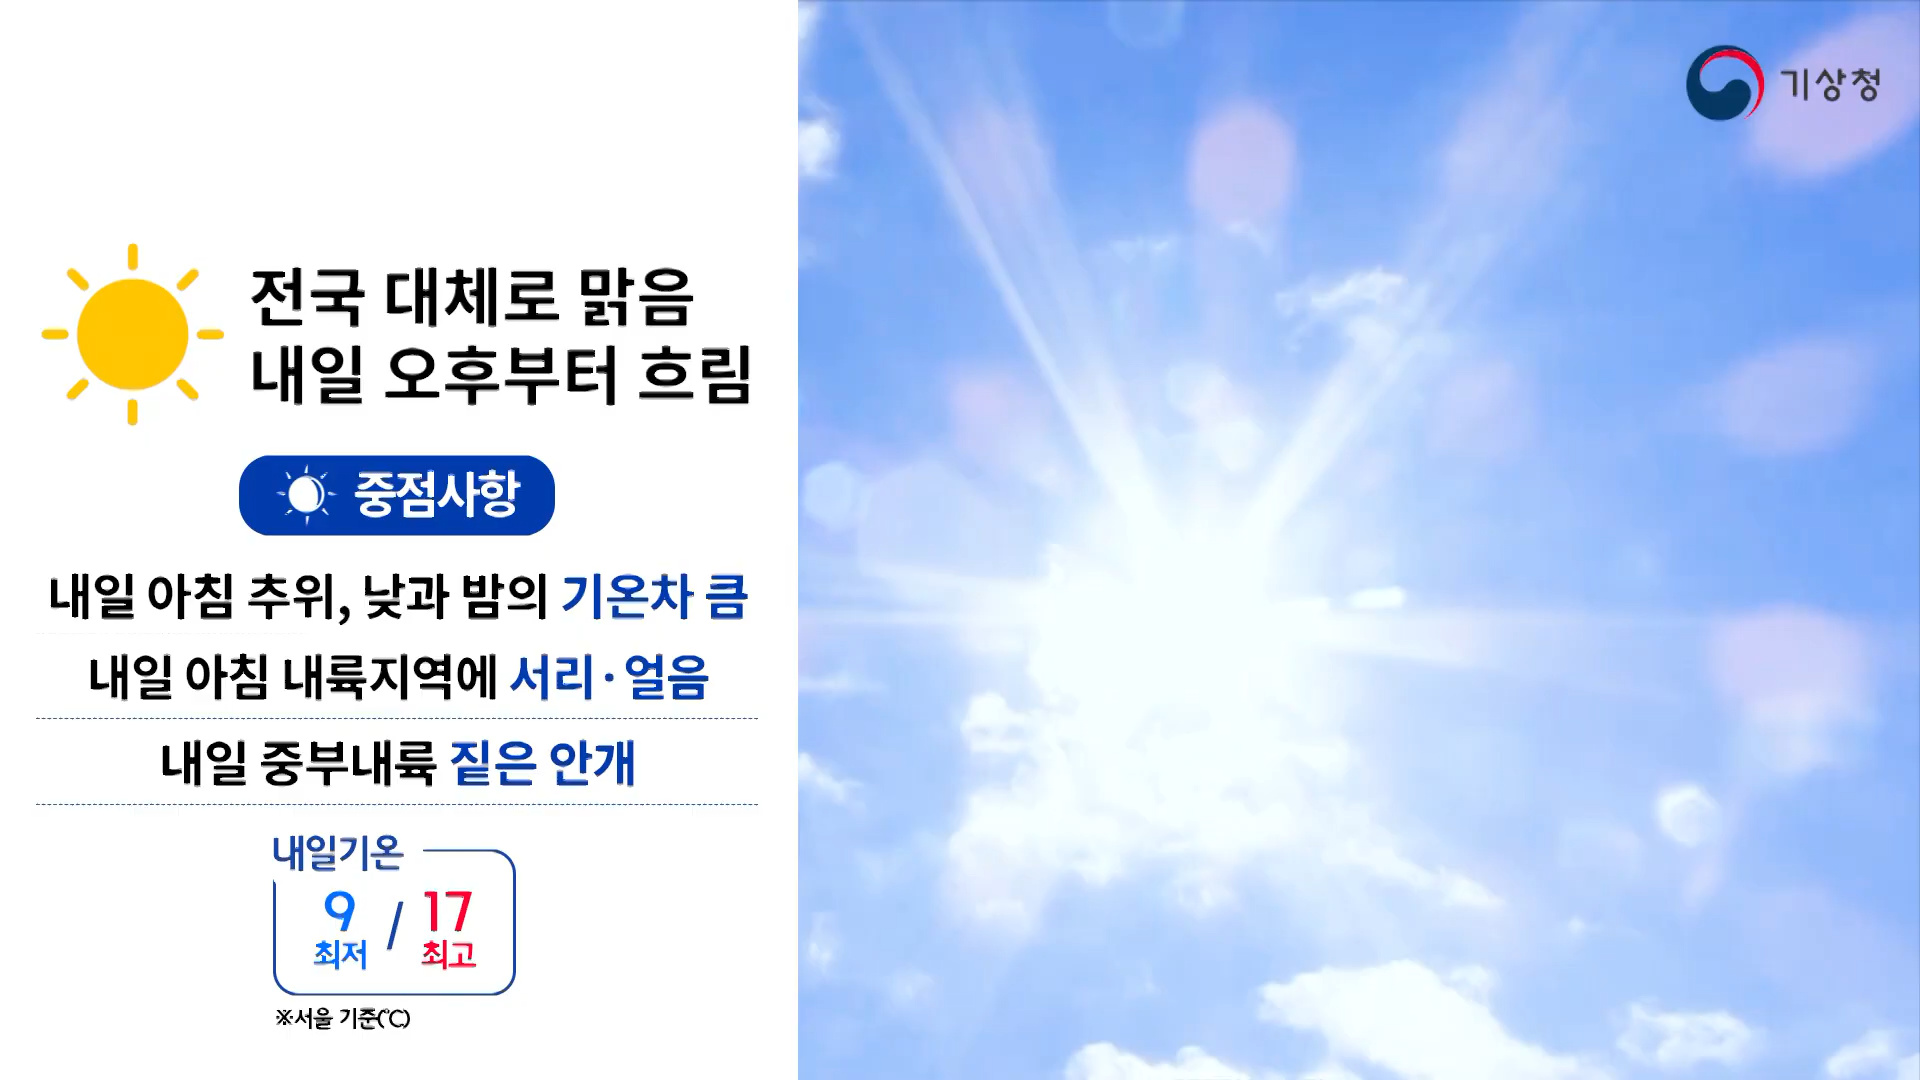 기상청
전국 대체로 맑음
내일 오후부터 흐림
중점사항
내일 아침 추위, 낮과 밤의 기온차 큼
내일 아침 내륙지역에 서리·얼음
내일 중부내륙 짙은 안개
내일기온
9 / 17
최저 최고
※서울 기준(℃)